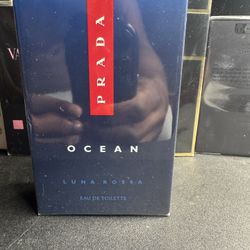 PRADA
OCEAN
LUNA ROSSA
EAU DE TOILETTE